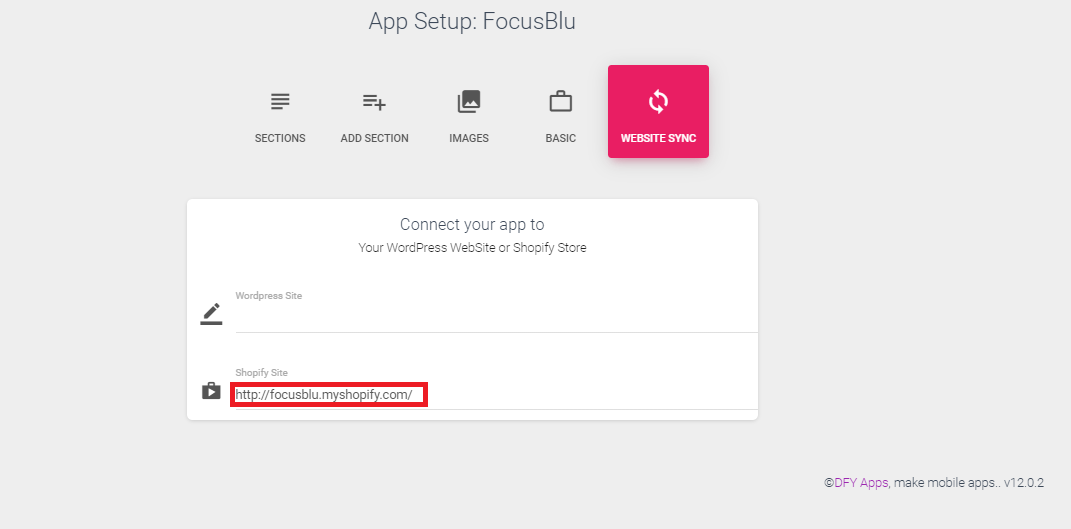 App Setup: FocusBlu
SECTIONS
ADD SECTION
IMAGES
BASIC
WEBSITE SYNC
Connect your app to
Your WordPress WebSite or Shopify Store
Wordpress Site
Shopify Site
http://focusblu.myshopify.com/
©DFY Apps, make mobile apps.. v12.0.2